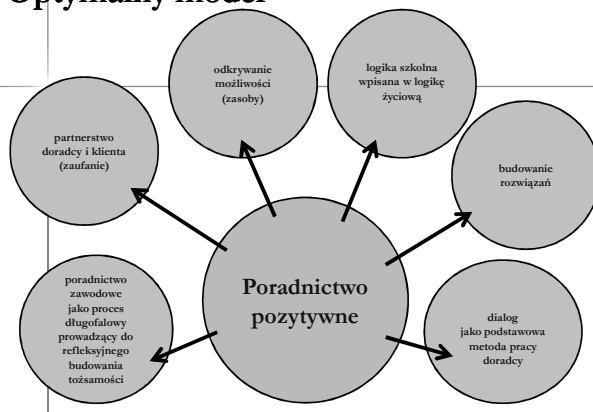 Optymalny model
odkrywanie
możliwości
(zasoby)
logika szkolna
wpisana w logikę
życiową
partnerstwo
doradcy i klienta
(zaufanie)
budowanie
rozwiązań
Poradnictwo
pozytywne
poradnictwo
zawodowe
jako proces
długofalowy
prowadzący do
refleksyjnego
budowania
tożsamości
dialog
jako podstawowa
metoda pracy
doradcy